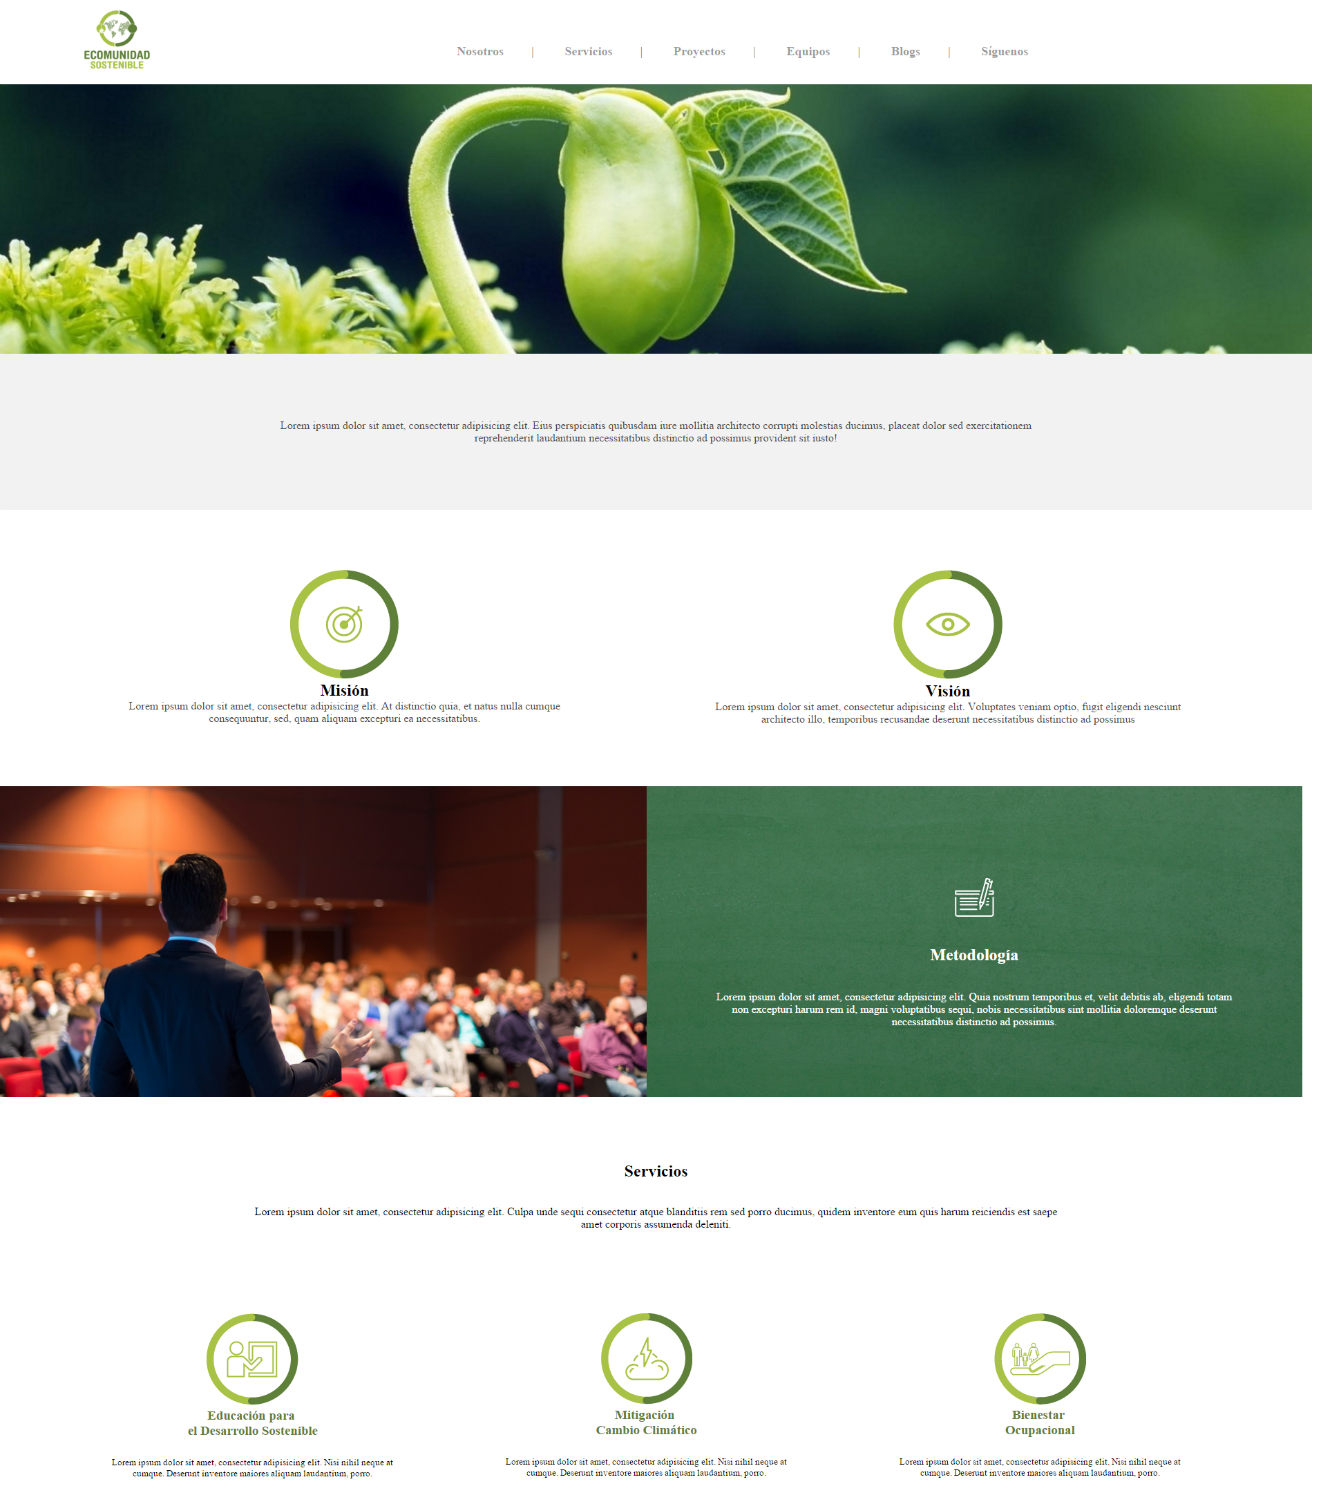 ECOMUNIDAD
SOSTENIBLE
Nosotros | Servicios | Proyectos | Equipos | Blogs | Síguenos
Lorem ipsum dolor sit amet, consectetur adipisicing elit. Eius perspiciatis quibusdam iure mollitia architecto corrupti molestias ducimus, placeat dolor sed exercitationem
reprehenderit laudantium necessitatibus distinctio ad possimus provident sit iusto!
Misión
Lorem ipsum dolor sit amet, consectetur adipisicing elit. At distinctio quia, et natus nulla cumque
consequuntur, sed, quam aliquam excepturi ea necessitatibus.
Visión
Lorem ipsum dolor sit amet, consectetur adipisicing elit. Voluptates veniam optio, fugit eligendi nesciunt
architecto illo, temporibus recusandae deserunt necessitatibus distinctio ad possimus
Metodología
Lorem ipsum dolor sit amet, consectetur adipisicing elit. Quia nostrum temporibus et, velit debitis ab, eligendi totam
non excepturi harum rem id, magni voluptatibus sequi, nobis necessitatibus sint mollitia doloremque deserunt
necessitatibus distinctio ad possimus.
Servicios
Lorem ipsum dolor sit amet, consectetur adipisicing elit. Culpa unde sequi consectetur atque blanditiis rem sed porro ducimus, quidem inventore eum quis harum reiciendis est saepe
amet corporis assumenda deleniti.
Educación para
el Desarrollo Sostenible
Lorem ipsum dolor sit amet, consectetur adipisicing elit. Nisi nihil neque at
cumque. Deserunt inventore maiores aliquam laudantium, porro.
Mitigación
Cambio Climático
Lorem ipsum dolor sit amet, consectetur adipisicing elit. Nisi nihil neque at
cumque. Deserunt inventore maiores aliquam laudantium, porro.
Bienestar
Ocupacional
Lorem ipsum dolor sit amet, consectetur adipisicing elit. Nisi nihil neque at
cumque. Deserunt inventore maiores aliquam laudantium, porro.